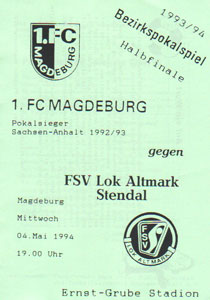 1.FC
MAGDEBURG
1993/94
Bezirkspokalspiel
Halbfinale
1. FC MAGDEBURG
Pokalsieger
Sachsen-Anhalt 1992/93
gegen
FSV Lok Altmark
Stendal
Magdeburg
Mittwoch
04.Mai 1994
19.00 Uhr
FSV
LOK ALTMARK
Ernst-Grube Stadion